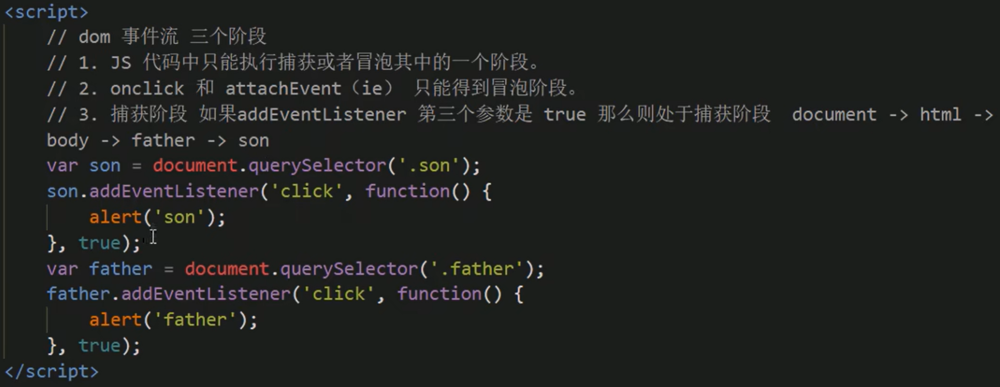 <script>
// dom 事件流 三个阶段
// 1. JS 代码中只能执行捕获或者冒泡其中的一个阶段。
// 2. onclick 和 attachEvent（ie） 只能得到冒泡阶段。
// 3. 捕获阶段 如果addEventListener 第三个参数是 true 那么则处于捕获阶段  document -> html ->
body -> father -> son
var son = document.querySelector('.son');
son.addEventListener('click', function() {
    alert('son');
}, true);
var father = document.querySelector('.father');
father.addEventListener('click', function() {
    alert('father');
}, true);
</script>